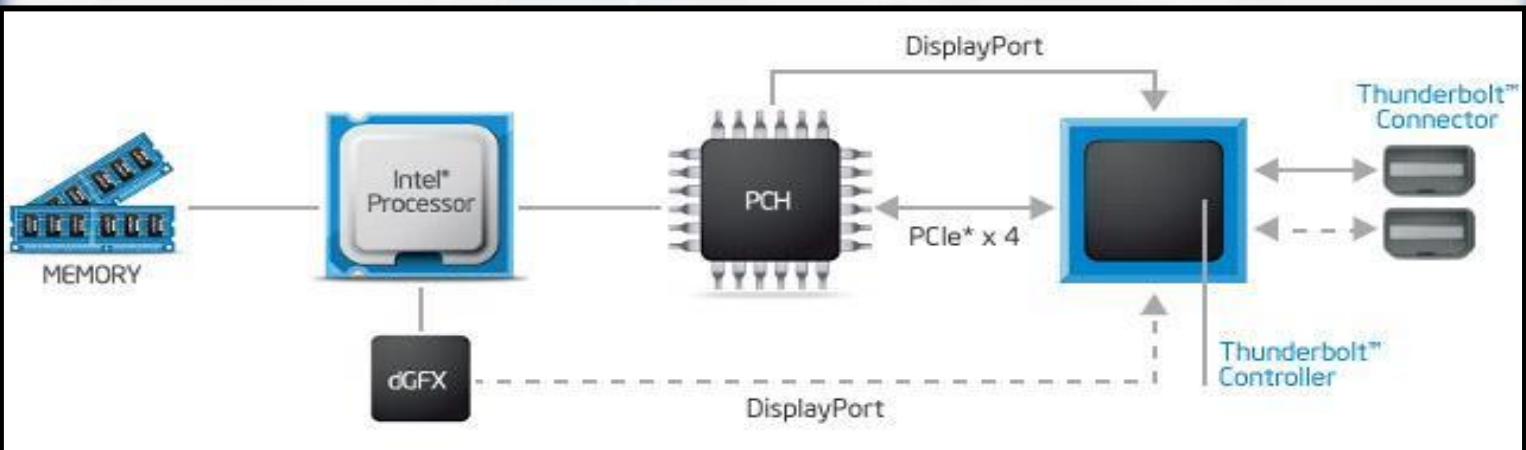 DisplayPort
Thunderbolt™
Connector
Intel®
Processor
PCH
PCIe* x 4
MEMORY
dGFX
Thunderbolt™
Controller
DisplayPort